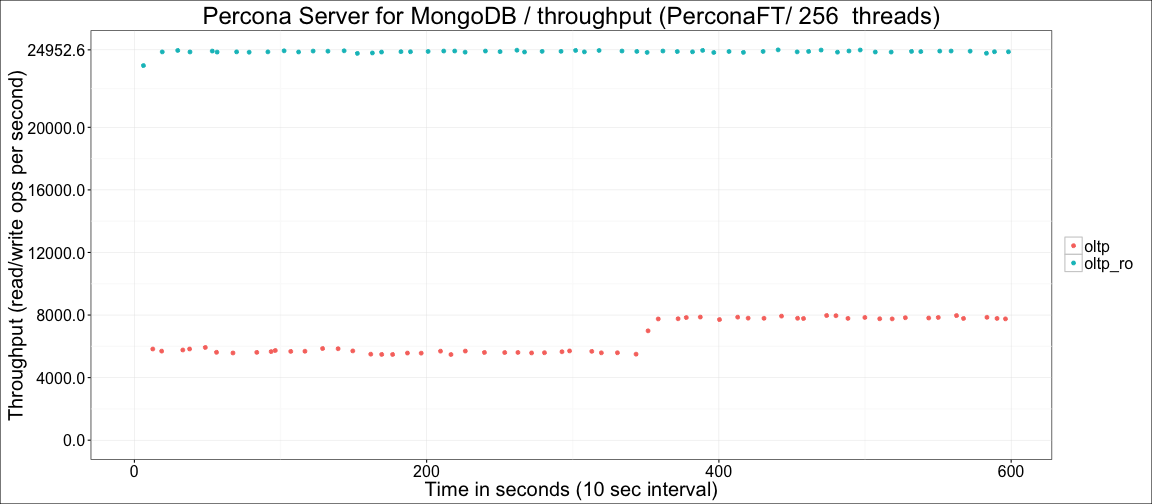 Percona Server for MongoDB / throughput (PerconaFT/ 256  threads)
Throughput (read/write ops per second)
24952.6
20000.0
16000.0
12000.0
8000.0
4000.0
0.0
0 200 400 600
Time in seconds (10 sec interval)
oltp
oltp_ro